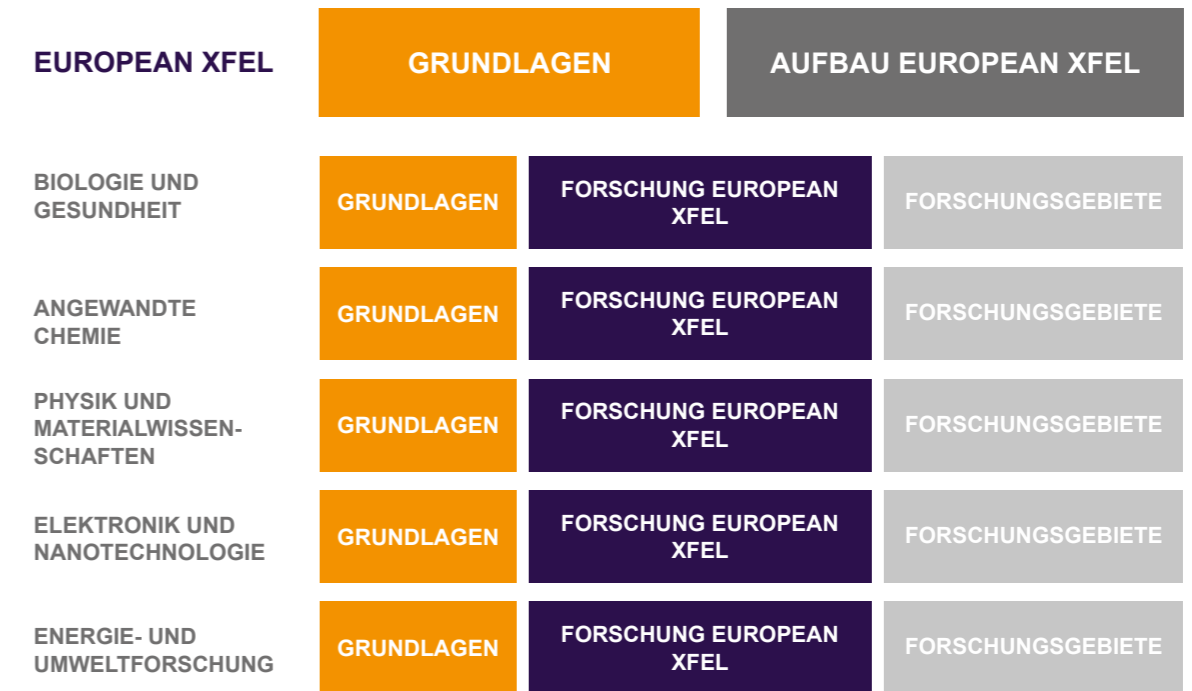 EUROPEAN XFEL
GRUNDLAGEN
AUFBAU EUROPEAN XFEL
BIOLOGIE UND
GESUNDHEIT
GRUNDLAGEN
FORSCHUNG EUROPEAN
XFEL
FORSCHUNGSGEBIETE
ANGEWANDTE
CHEMIE
GRUNDLAGEN
FORSCHUNG EUROPEAN
XFEL
FORSCHUNGSGEBIETE
PHYSIK UND
MATERIALWISSEN-
SCHAFTEN
GRUNDLAGEN
FORSCHUNG EUROPEAN
XFEL
FORSCHUNGSGEBIETE
ELEKTRONIK UND
NANOTECHNOLOGIE
GRUNDLAGEN
FORSCHUNG EUROPEAN
XFEL
FORSCHUNGSGEBIETE
ENERGIE- UND
UMWELTFORSCHUNG
GRUNDLAGEN
FORSCHUNG EUROPEAN
XFEL
FORSCHUNGSGEBIETE